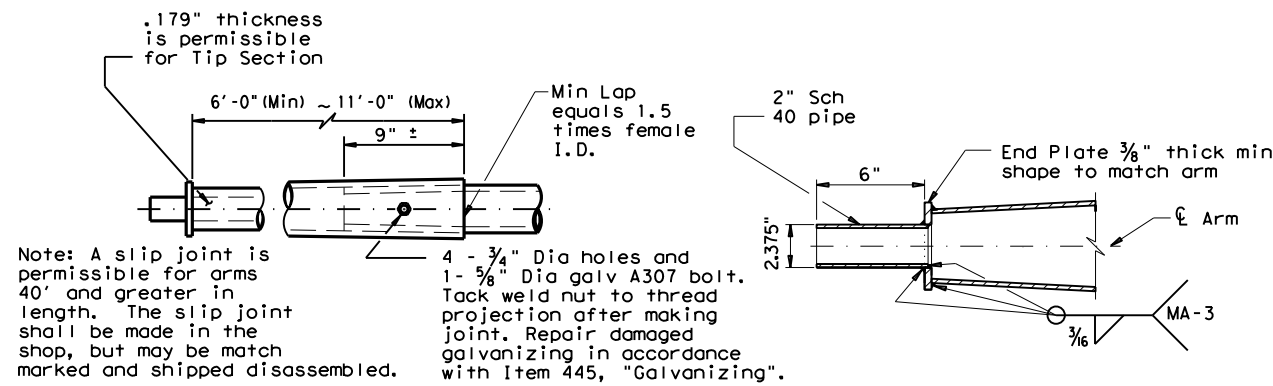 .179" thickness
is permissible
for Tip Section
6'-0"(Min) ~ 11'-0" (Max)
9" ±
Min Lap
equals 1.5
times female
I.D.
Note: A slip joint is
permissible for arms
40' and greater in
length. The slip joint
shall be made in the
shop, but may be match
marked and shipped disassembled.
4 - ¾" Dia holes and
1- ⅝" Dia galv A307 bolt.
Tack weld nut to thread
projection after making
joint. Repair damaged
galvanizing in accordance
with Item 445, "Galvanizing".
2" Sch
40 pipe
6"
End Plate ⅜" thick min
shape to match arm
℄ Arm
2.375"
3/16
MA-3